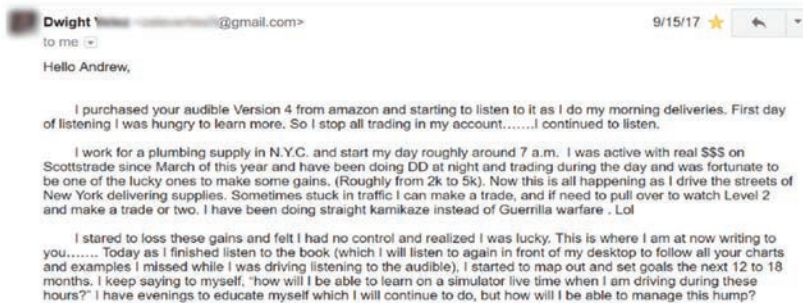 Dwight @gmail.com> 9/15/17
to me
Hello Andrew,
I purchased your audible Version 4 from amazon and starting to listen to it as I do my morning deliveries. First day
of listening I was hungry to learn more. So I stop all trading in my account.......I continued to listen.
I work for a plumbing supply in N.Y.C. and start my day roughly around 7 a.m. I was active with real $$$ on
Scottstrade since March of this year and have been doing DD at night and trading during the day and was fortunate to
be one of the lucky ones to make some gains. (Roughly from 2k to 5k). Now this is all happening as I drive the streets of
New York delivering supplies. Sometimes stuck in traffic I can make a trade, and if need to pull over to watch Level 2
and make a trade or two. I have been doing straight kamikaze instead of Guerrilla warfare . Lol
I stared to loss these gains and felt I had no control and realized I was lucky. This is where I am at now writing to
you....... Today as I finished listen to the book (which I will listen to again in front of my desktop to follow all your charts
and examples I missed while I was driving listening to the audible), I started to map out and set goals the next 12 to 18
months. I keep saying to myself, "how will I be able to learn on a simulator live time when I am driving during these
hours?" I have evenings to educate myself which I will continue to do, but how will I be able to manage this hump?